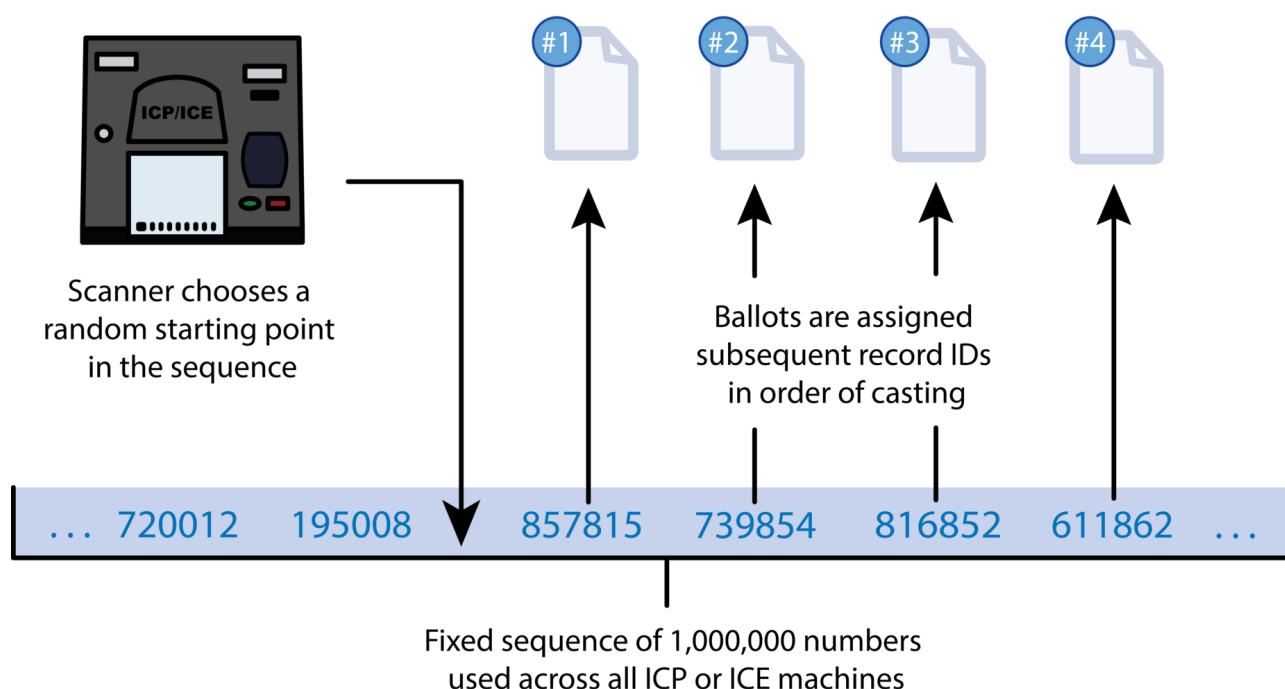 ICP/ICE
Scanner chooses a
random starting point
in the sequence
#1
#2
#3
#4
Ballots are assigned
subsequent record IDs
in order of casting
... 720012 195008 857815 739854 816852 611862 ...
Fixed sequence of 1,000,000 numbers
used across all ICP or ICE machines